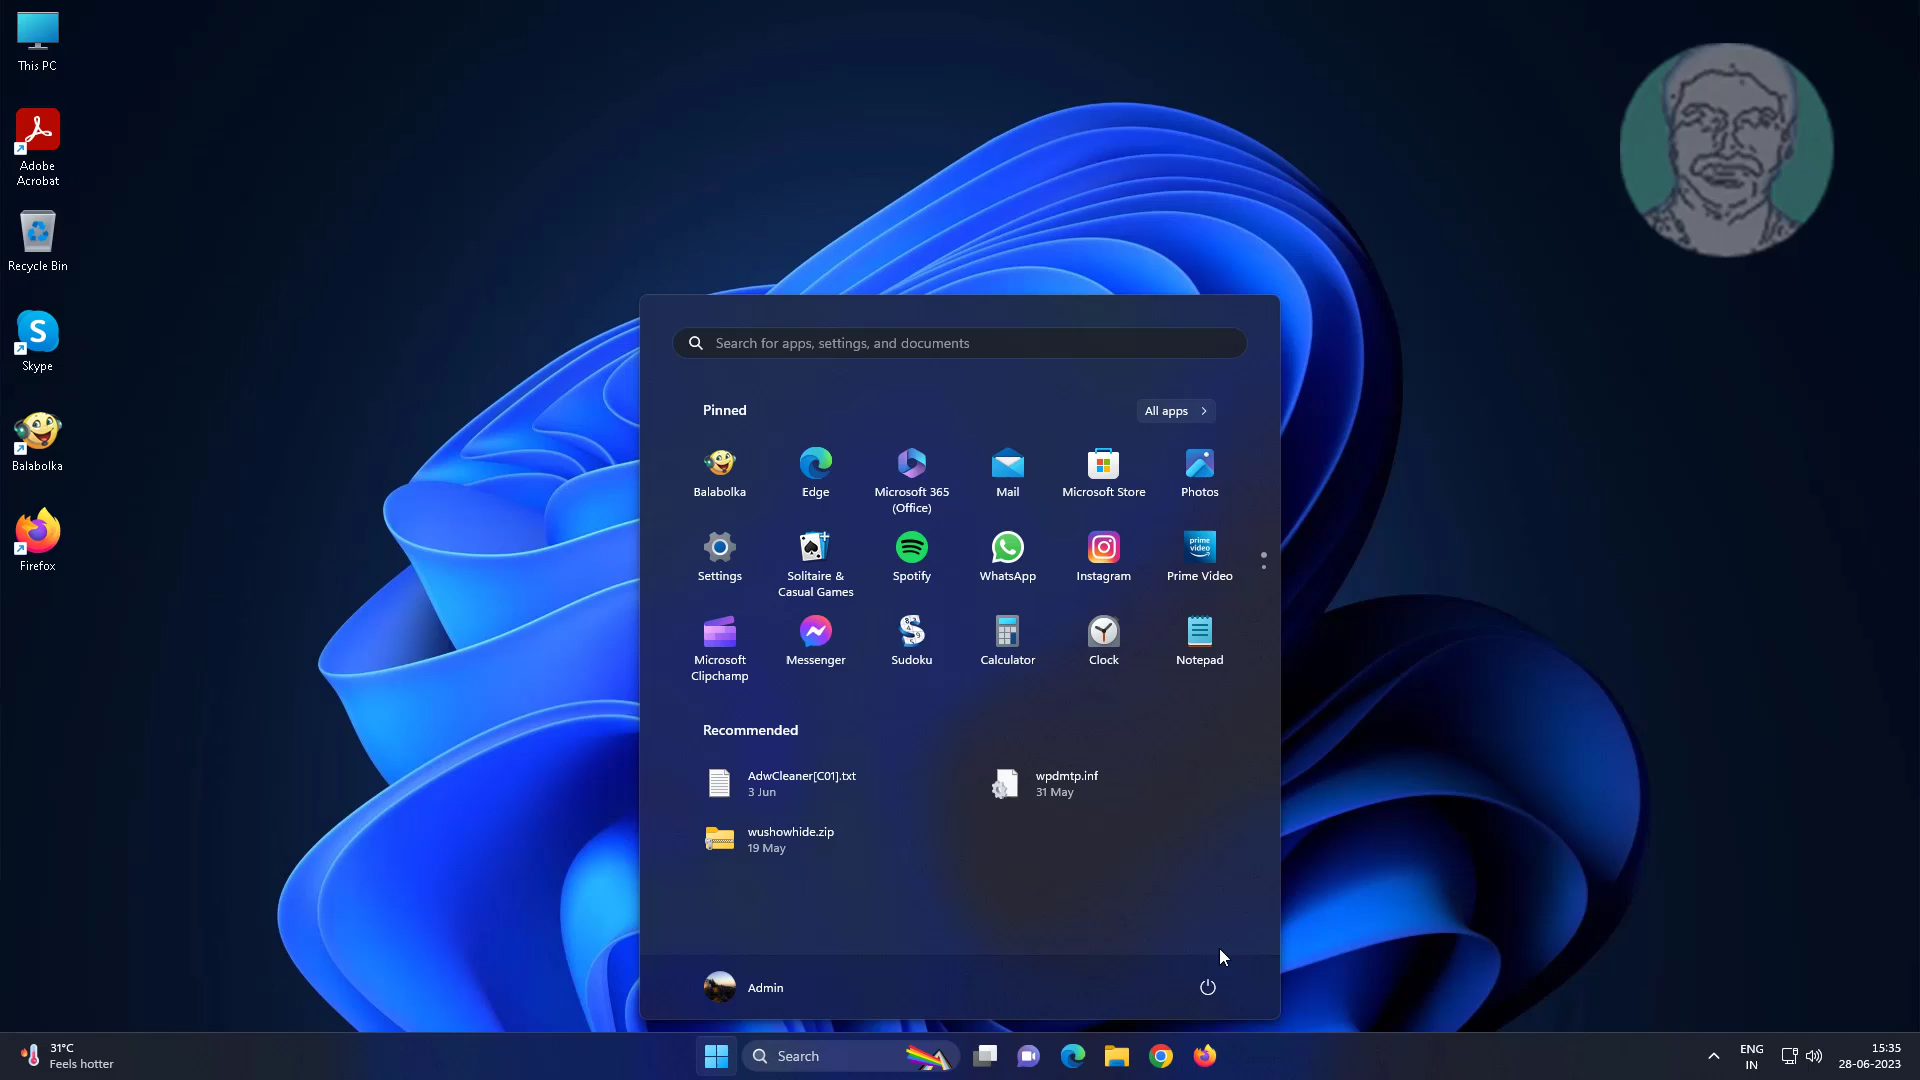 This PC
Adobe
Acrobat
Recycle Bin
Skype
Balabolka
Firefox
Search for apps, settings, and documents
Pinned
All apps
Balabolka
Edge
Microsoft 365
(Office)
Mail
Microsoft Store
Photos
Settings
Solitaire &
Casual Games
Spotify
WhatsApp
Instagram
prime
video
Prime Video
Microsoft
Clipchamp
Messenger
Sudoku
Calculator
Clock
Notepad
Recommended
AdwCleaner[C01].txt
3 Jun
wpdmtp.inf
31 May
wushowhide.zip
19 May
Admin
31°C
Feels hotter
Search
ENG
IN
15:35
28-06-2023